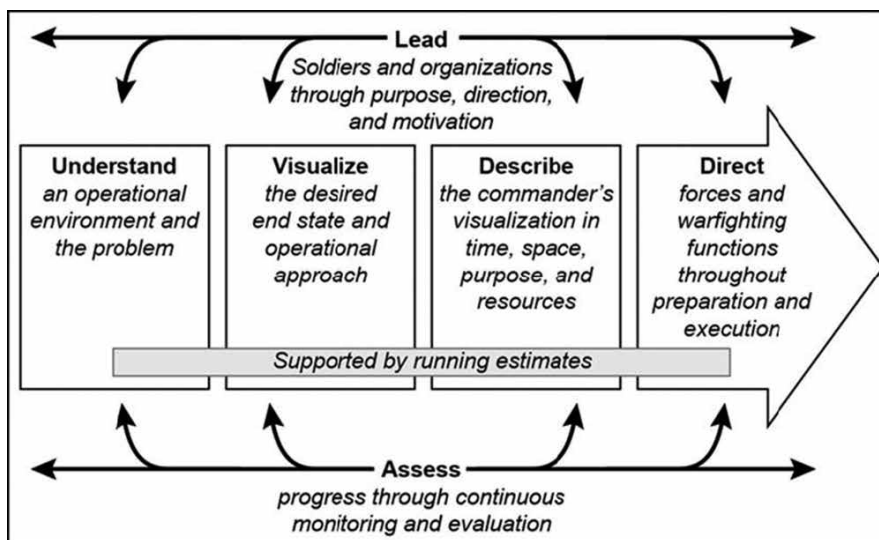 Lead
Soldiers and organizations
through purpose, direction,
and motivation
Understand
an operational
environment and
the problem
Visualize
the desired
end state and
operational
approach
Describe
the commander's
visualization in
time, space,
purpose, and
resources
Direct
forces and
warfighting
functions
throughout
preparation and
execution
Supported by running estimates
Assess
progress through continuous
monitoring and evaluation